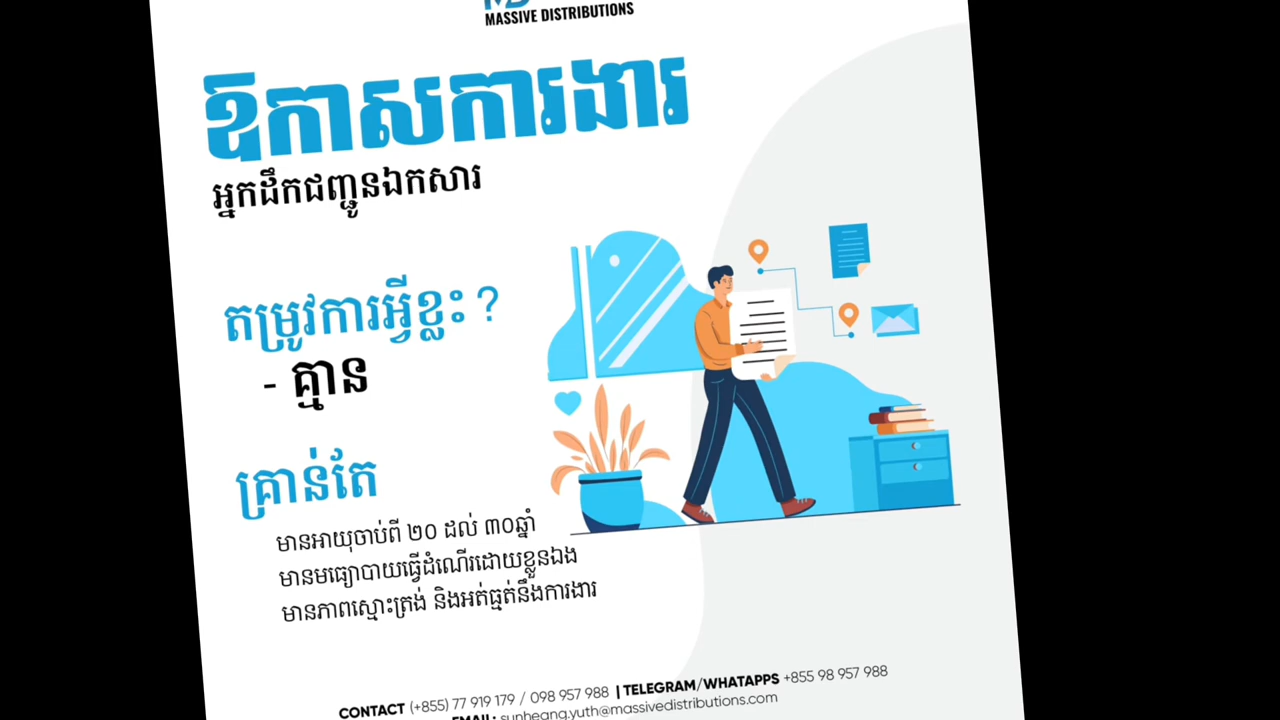 MASSIVE DISTRIBUTIONS
ឱកាសការងារ
អ្នកដឹកជញ្ជូនឯកសារ
តម្រូវការអ្វីខ្លះ ?
- គ្មាន
គ្រាន់តែ
មានអាយុចាប់ពី ២០ ដល់ ៣០ឆ្នាំ
មានមធ្យោបាយធ្វើដំណើរដោយខ្លួនឯង
មានភាពស្មោះត្រង់ និងអត់ធ្មត់នឹងការងារ
CONTACT (+855) 77 919 179 / 098 957 988 | TELEGRAM/WHATAPPS +855 98 957 988
EMAIL: sunheang.yuth@massivedistributions.com